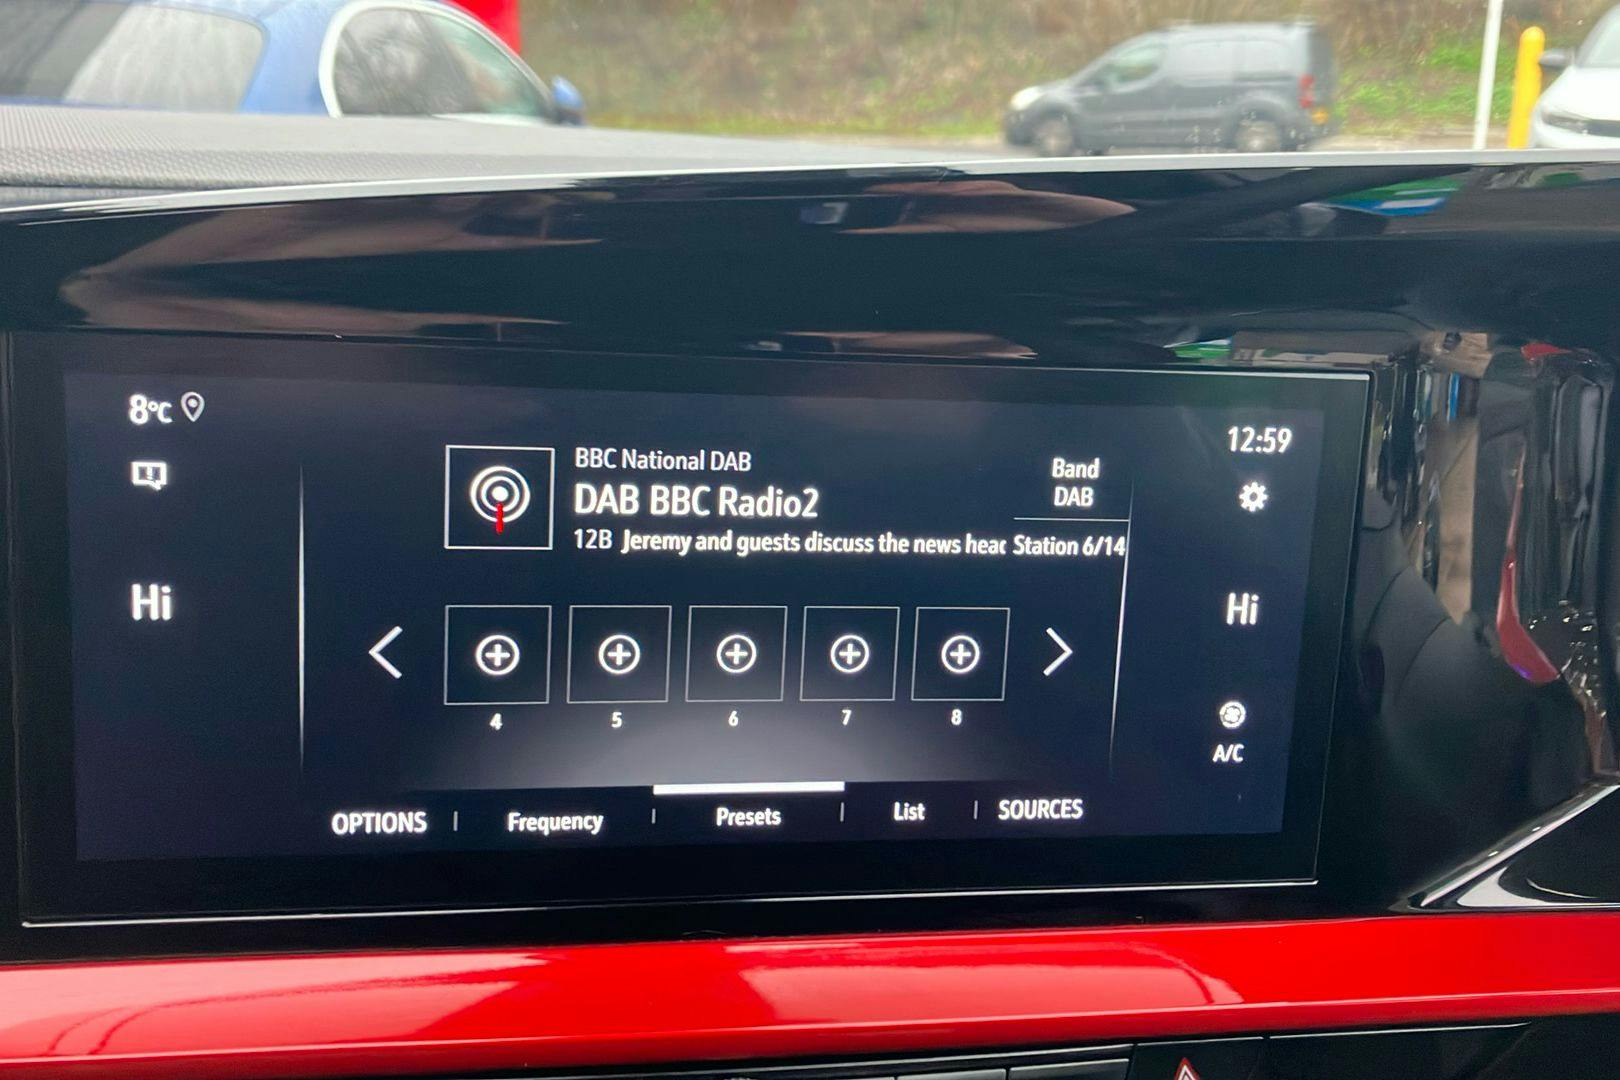 8°C
12:59
BBC National DAB
Band
DAB BBC Radio2
DAB
12B Jeremy and guests discuss the news heac Station 6/14
Hi
Hi
4 5 6 7 8
A/C
OPTIONS | Frequency | Presets | List | SOURCES